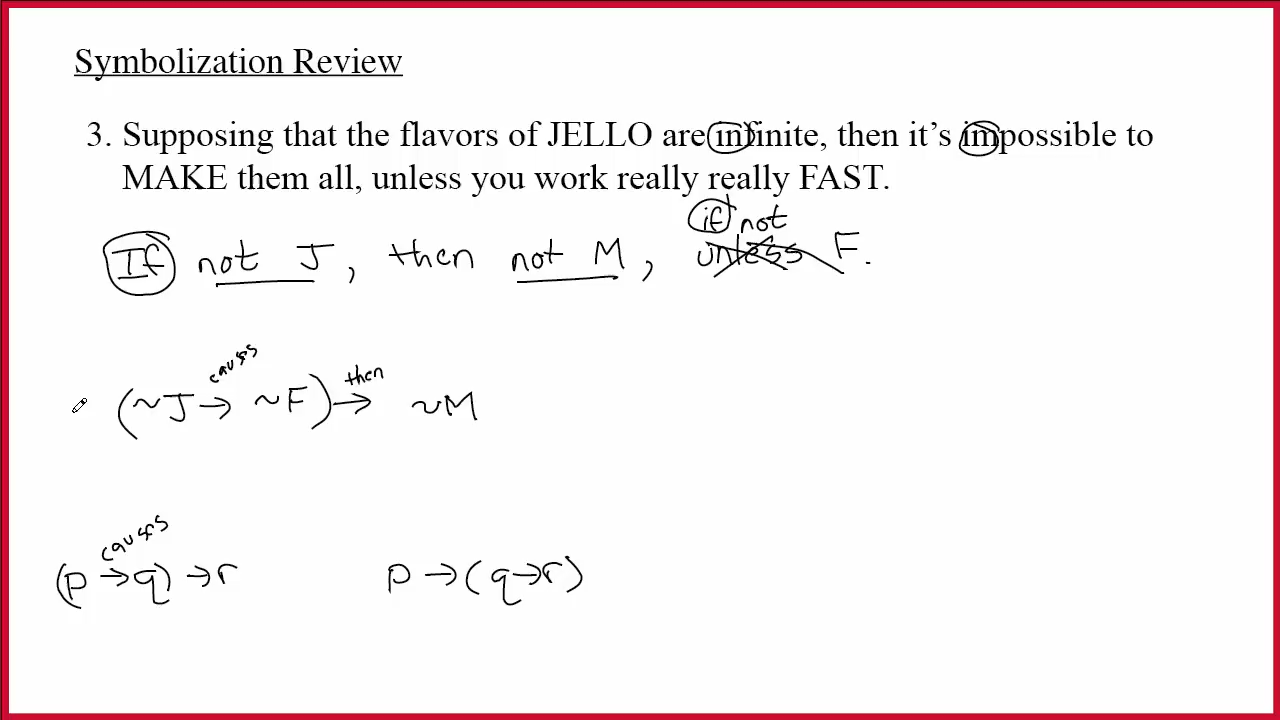 Symbolization Review
3. Supposing that the flavors of JELLO are infinite, then it's impossible to
MAKE them all, unless you work really really FAST.
if not
If not J, then not M, unless F.
causes then
(~J → ~F) → ~M
causes
(p → q) → r p → (q → r)